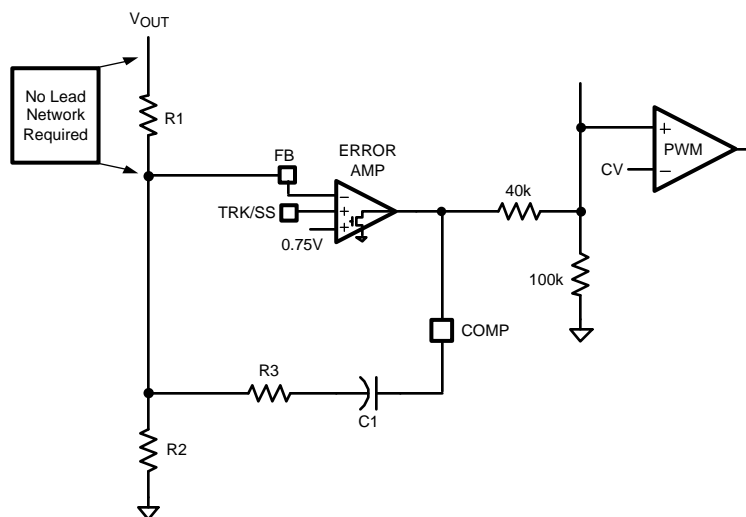 VOUT
No Lead
Network
Required
R1
FB
ERROR
AMP
TRK/SS
0.75V
−
+
+
40k
+
PWM
−
CV
100k
COMP
R3
C1
R2